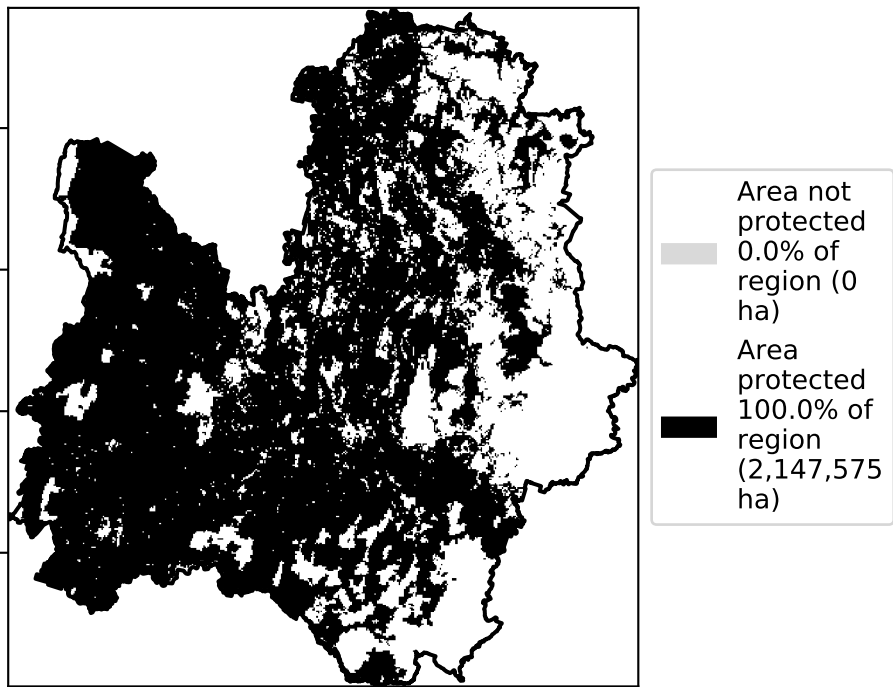 Area not
protected
0.0% of
region (0
ha)
Area
protected
100.0% of
region
(2,147,575
ha)